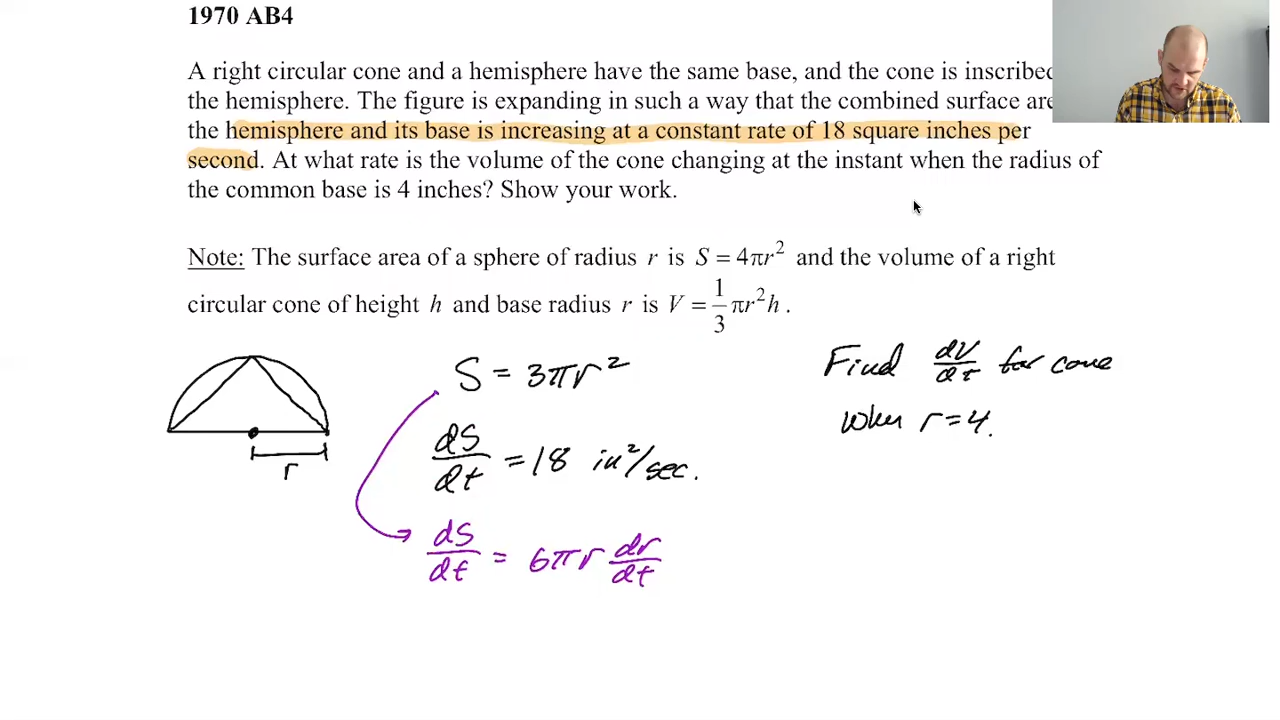 1970 AB4
A right circular cone and a hemisphere have the same base, and the cone is inscribed
the hemisphere. The figure is expanding in such a way that the combined surface are
the hemisphere and its base is increasing at a constant rate of 18 square inches per
second. At what rate is the volume of the cone changing at the instant when the radius of
the common base is 4 inches? Show your work.
Note: The surface area of a sphere of radius r is S = 4πr² and the volume of a right
circular cone of height h and base radius r is V = 1/3 πr²h.
S = 3πr²
Find dV/dt for cone
when r = 4.
dS/dt = 18 in²/sec.
r
dS/dt = 6πr dr/dt